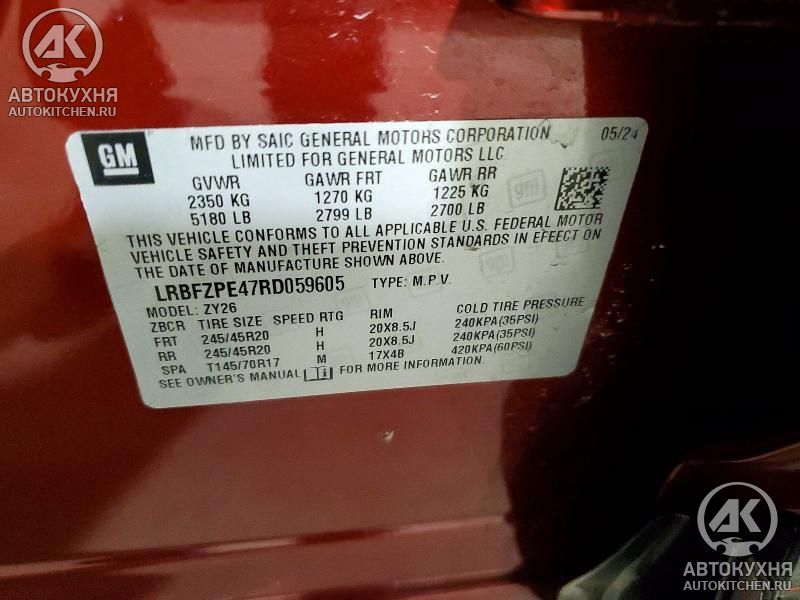 АК
АВТОКУХНЯ
AUTOKITCHEN.RU
GM
MFD BY SAIC GENERAL MOTORS CORPORATION 05/24
LIMITED FOR GENERAL MOTORS LLC
GVWR GAWR FRT GAWR RR
2350 KG 1270 KG 1225 KG
5180 LB 2799 LB 2700 LB
THIS VEHICLE CONFORMS TO ALL APPLICABLE U.S. FEDERAL MOTOR
VEHICLE SAFETY AND THEFT PREVENTION STANDARDS IN EFFECT ON
THE DATE OF MANUFACTURE SHOWN ABOVE.
LRBFZPE47RD059605 TYPE: M.P.V.
MODEL: ZY26
ZBCR TIRE SIZE SPEED RTG RIM COLD TIRE PRESSURE
FRT 245/45R20 H 20X8.5J 240KPA(35PSI)
RR 245/45R20 H 20X8.5J 240KPA(35PSI)
SPA T145/70R17 M 17X4B 420KPA(60PSI)
SEE OWNER'S MANUAL FOR MORE INFORMATION.
АК
АВТОКУХНЯ
AUTOKITCHEN.RU